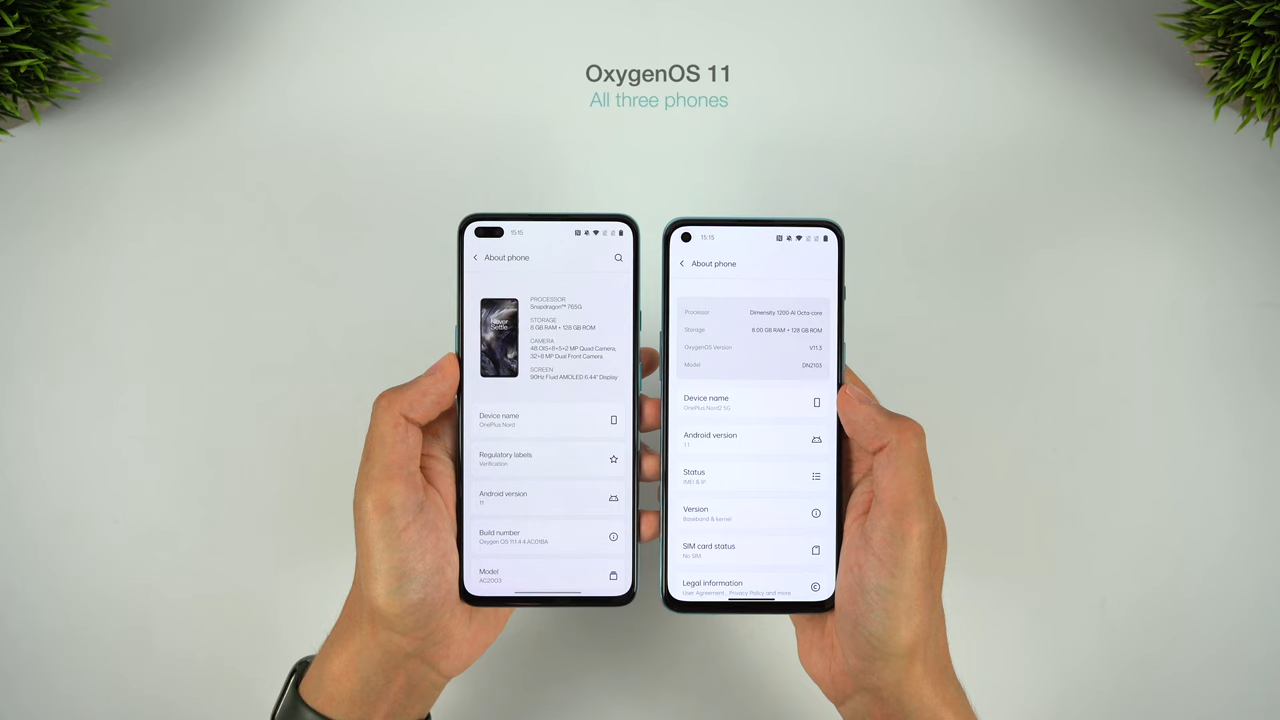 OxygenOS 11
All three phones
15:15
About phone
Never
Settle
PROCESSOR
Snapdragon™ 765G
STORAGE
8 GB RAM + 128 GB ROM
CAMERA
48 OIS+8+5+2 MP Quad Camera,
32+8 MP Dual Front Camera
SCREEN
90Hz Fluid AMOLED 6.44" Display
Device name
OnePlus Nord
Regulatory labels
Verification
Android version
11
Build number
Oxygen OS 11.1.4.4.AC01BA
Model
AC2003
15:15
About phone
Processor Dimensity 1200-AI Octa-core
Storage 8.00 GB RAM + 128 GB ROM
OxygenOS Version V11.3
Model DN2103
Device name
OnePlus Nord2 5G
Android version
11
Status
IMEI & IP
Version
Baseband & kernel
SIM card status
No SIM
Legal information
User Agreement, Privacy Policy and more